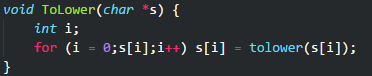 void ToLower(char *s) {
    int i;
    for (i = 0;s[i];i++) s[i] = tolower(s[i]);
}